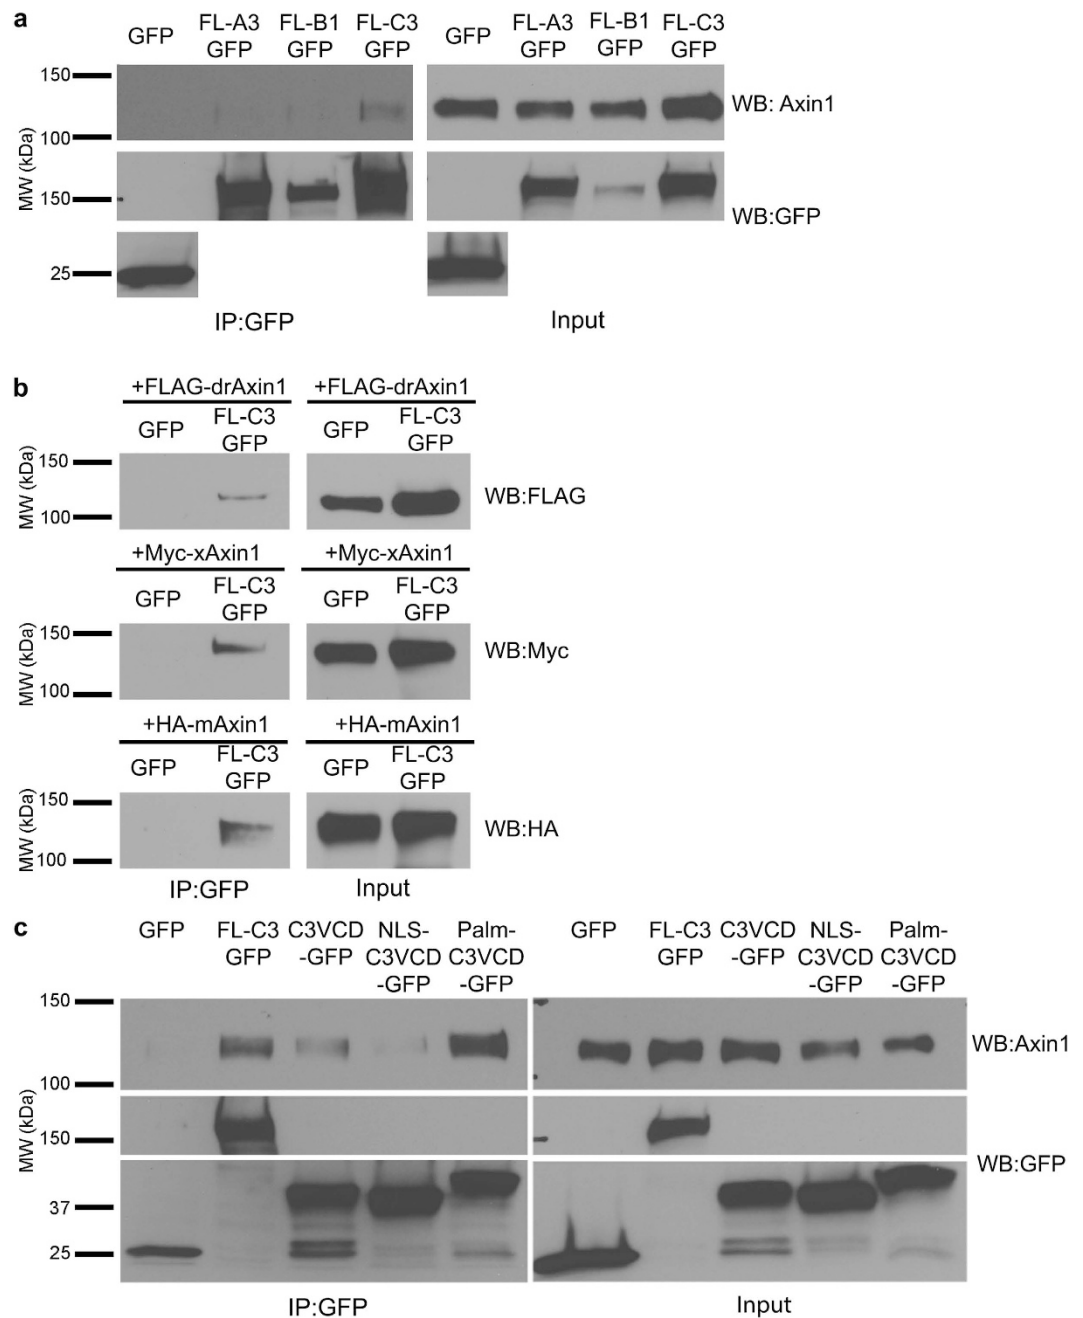 a
GFP FL-A3 GFP FL-B1 GFP FL-C3 GFP GFP FL-A3 GFP FL-B1 GFP FL-C3 GFP
150
WB: Axin1
100
MW (kDa)
150
WB:GFP
25
IP:GFP Input
b
+FLAG-drAxin1 +FLAG-drAxin1
GFP FL-C3 GFP GFP FL-C3 GFP
MW (kDa)
150
WB:FLAG
100
+Myc-xAxin1 +Myc-xAxin1
GFP FL-C3 GFP GFP FL-C3 GFP
MW (kDa)
150
WB:Myc
100
+HA-mAxin1 +HA-mAxin1
GFP FL-C3 GFP GFP FL-C3 GFP
MW (kDa)
150
WB:HA
100
IP:GFP Input
c
GFP FL-C3 C3VCD NLS- Palm- GFP FL-C3 C3VCD NLS- Palm-
GFP -GFP C3VCD C3VCD GFP -GFP C3VCD C3VCD
-GFP -GFP -GFP -GFP
150
WB:Axin1
100
MW (kDa)
150
WB:GFP
37
25
IP:GFP Input